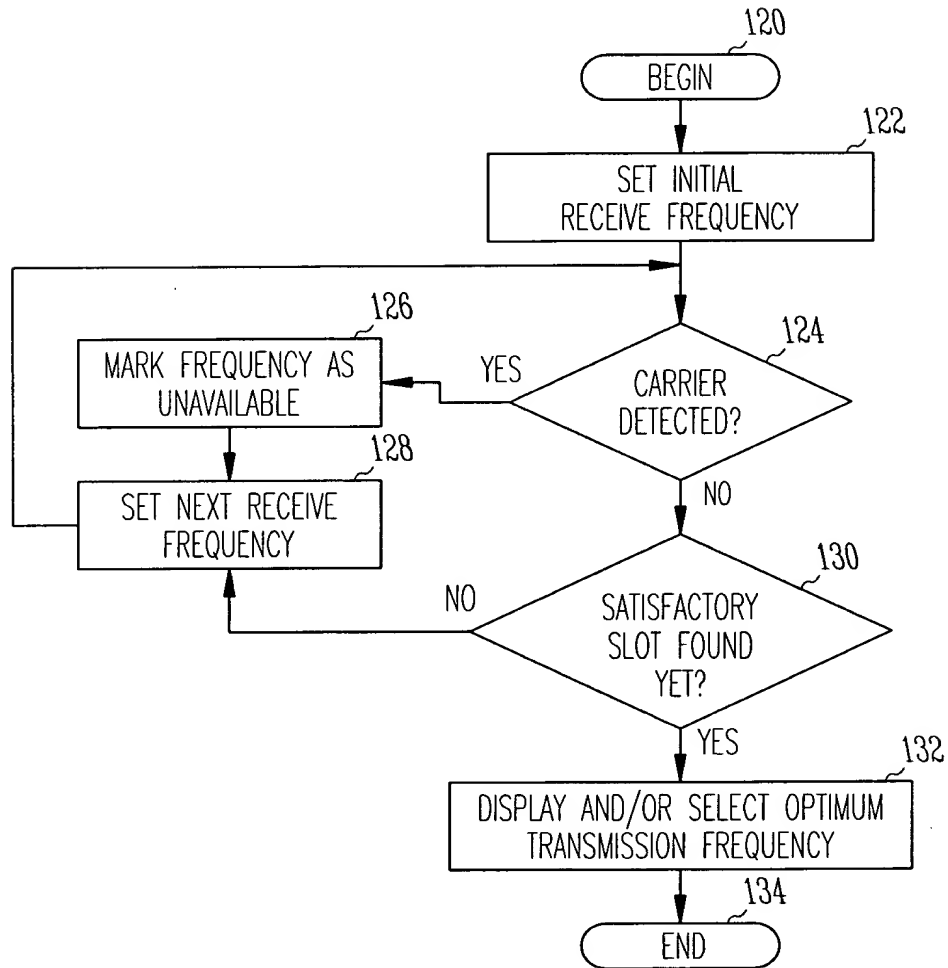 120
BEGIN
122
SET INITIAL
RECEIVE FREQUENCY
126
MARK FREQUENCY AS
UNAVAILABLE
YES
124
CARRIER
DETECTED?
128
SET NEXT RECEIVE
FREQUENCY
NO
130
NO
SATISFACTORY
SLOT FOUND
YET?
YES
132
DISPLAY AND/OR SELECT OPTIMUM
TRANSMISSION FREQUENCY
134
END